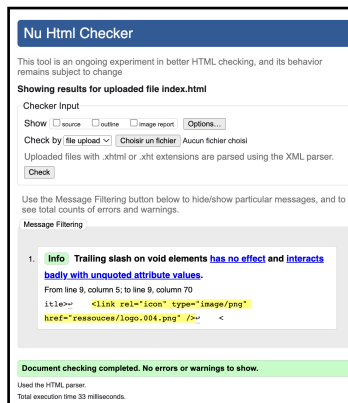 Nu Html Checker
This tool is an ongoing experiment in better HTML checking, and its behavior
remains subject to change
Showing results for uploaded file index.html
Checker Input
Show source outline image report Options...
Check by file upload Choisir un fichier Aucun fichier choisi
Uploaded files with .xhtml or .xht extensions are parsed using the XML parser.
Check
Use the Message Filtering button below to hide/show particular messages, and to
see total counts of errors and warnings.
Message Filtering
1. Info Trailing slash on void elements has no effect and interacts
badly with unquoted attribute values.
From line 9, column 5; to line 9, column 70
itle>↩ <link rel="icon" type="image/png"
href="ressouces/logo.004.png" />↩ <
Document checking completed. No errors or warnings to show.
Used the HTML parser.
Total execution time 33 milliseconds.